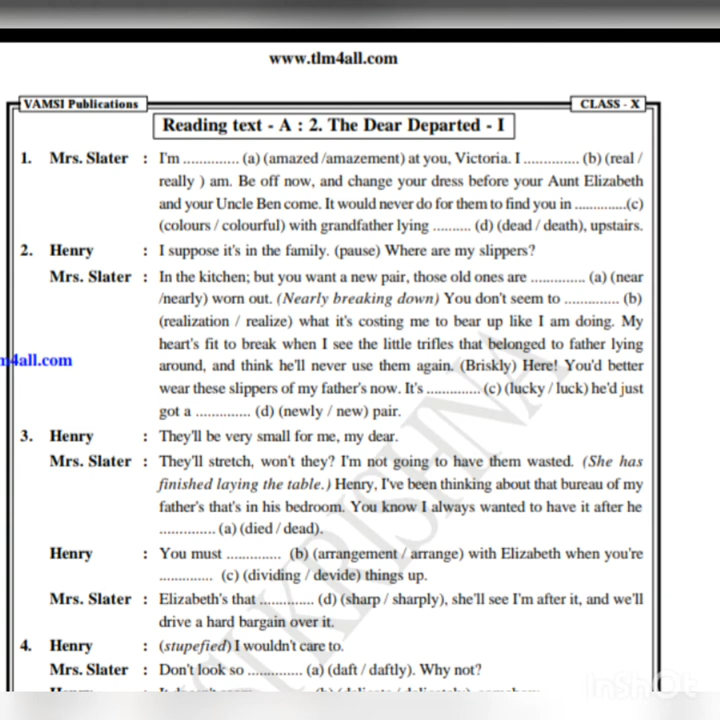 www.tlm4all.com
VAMSI Publications
CLASS - X
Reading text - A : 2. The Dear Departed - I
1. Mrs. Slater : I'm .............. (a) (amazed /amazement) at you, Victoria. I .............. (b) (real /
really ) am. Be off now, and change your dress before your Aunt Elizabeth
and your Uncle Ben come. It would never do for them to find you in .............(c)
(colours / colourful) with grandfather lying .......... (d) (dead / death), upstairs.
2. Henry : I suppose it's in the family. (pause) Where are my slippers?
Mrs. Slater : In the kitchen; but you want a new pair, those old ones are .............. (a) (near
/nearly) worn out. (Nearly breaking down) You don't seem to .............. (b)
(realization / realize) what it's costing me to bear up like I am doing. My
heart's fit to break when I see the little trifles that belonged to father lying
m4all.com
around, and think he'll never use them again. (Briskly) Here! You'd better
wear these slippers of my father's now. It's .............. (c) (lucky / luck) he'd just
got a .............. (d) (newly / new) pair.
3. Henry : They'll be very small for me, my dear.
Mrs. Slater : They'll stretch, won't they? I'm not going to have them wasted. (She has
finished laying the table.) Henry, I've been thinking about that bureau of my
father's that's in his bedroom. You know I always wanted to have it after he
.............. (a) (died / dead).
Henry : You must .............. (b) (arrangement / arrange) with Elizabeth when you're
.............. (c) (dividing / devide) things up.
Mrs. Slater : Elizabeth's that .............. (d) (sharp / sharply), she'll see I'm after it, and we'll
drive a hard bargain over it.
4. Henry : (stupefied) I wouldn't care to.
Mrs. Slater : Don't look so .............. (a) (daft / daftly). Why not?
KRISHNA
InShOt